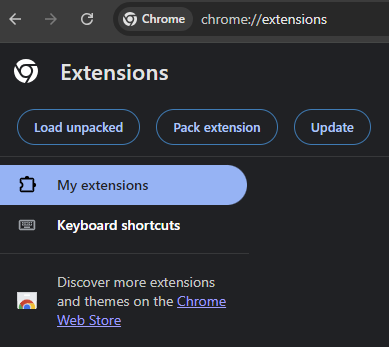 Chrome chrome://extensions
Extensions
Load unpacked Pack extension Update
My extensions
Keyboard shortcuts
Discover more extensions
and themes on the Chrome
Web Store